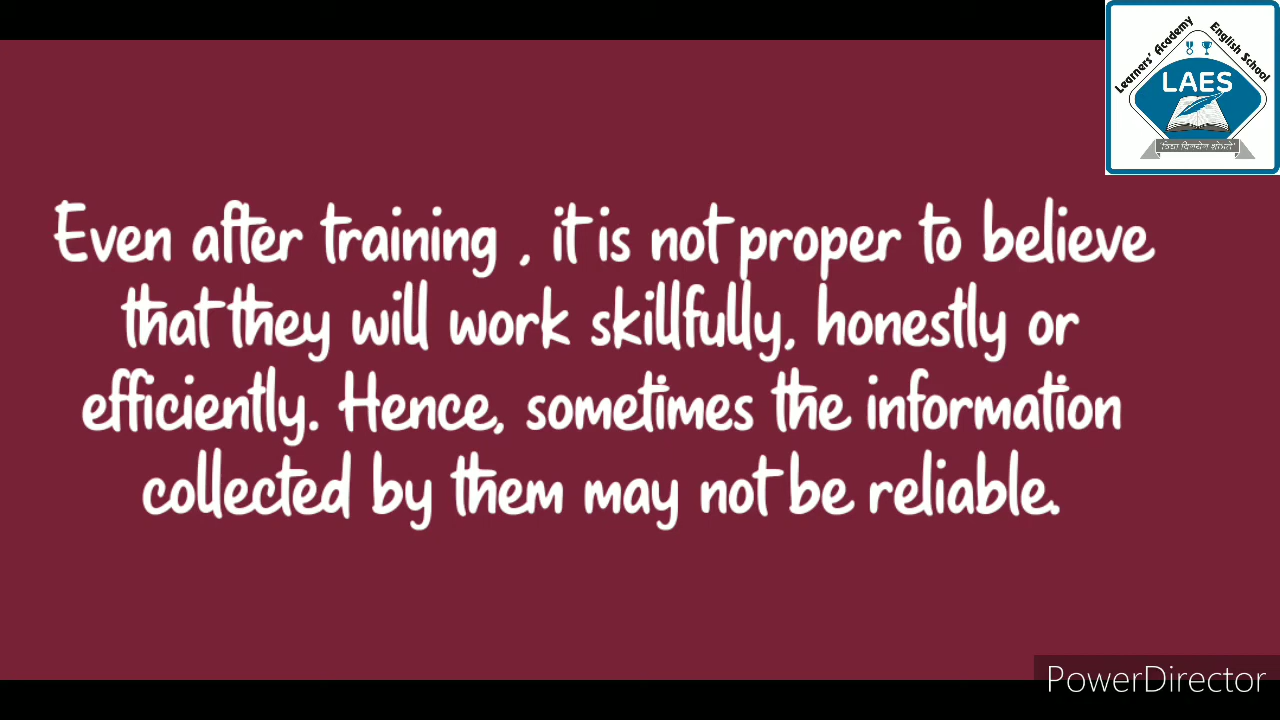 Learners' Academy English School
LAES
Even after training , it is not proper to believe
that they will work skillfully, honestly or
efficiently. Hence, sometimes the information
collected by them may not be reliable.
PowerDirector